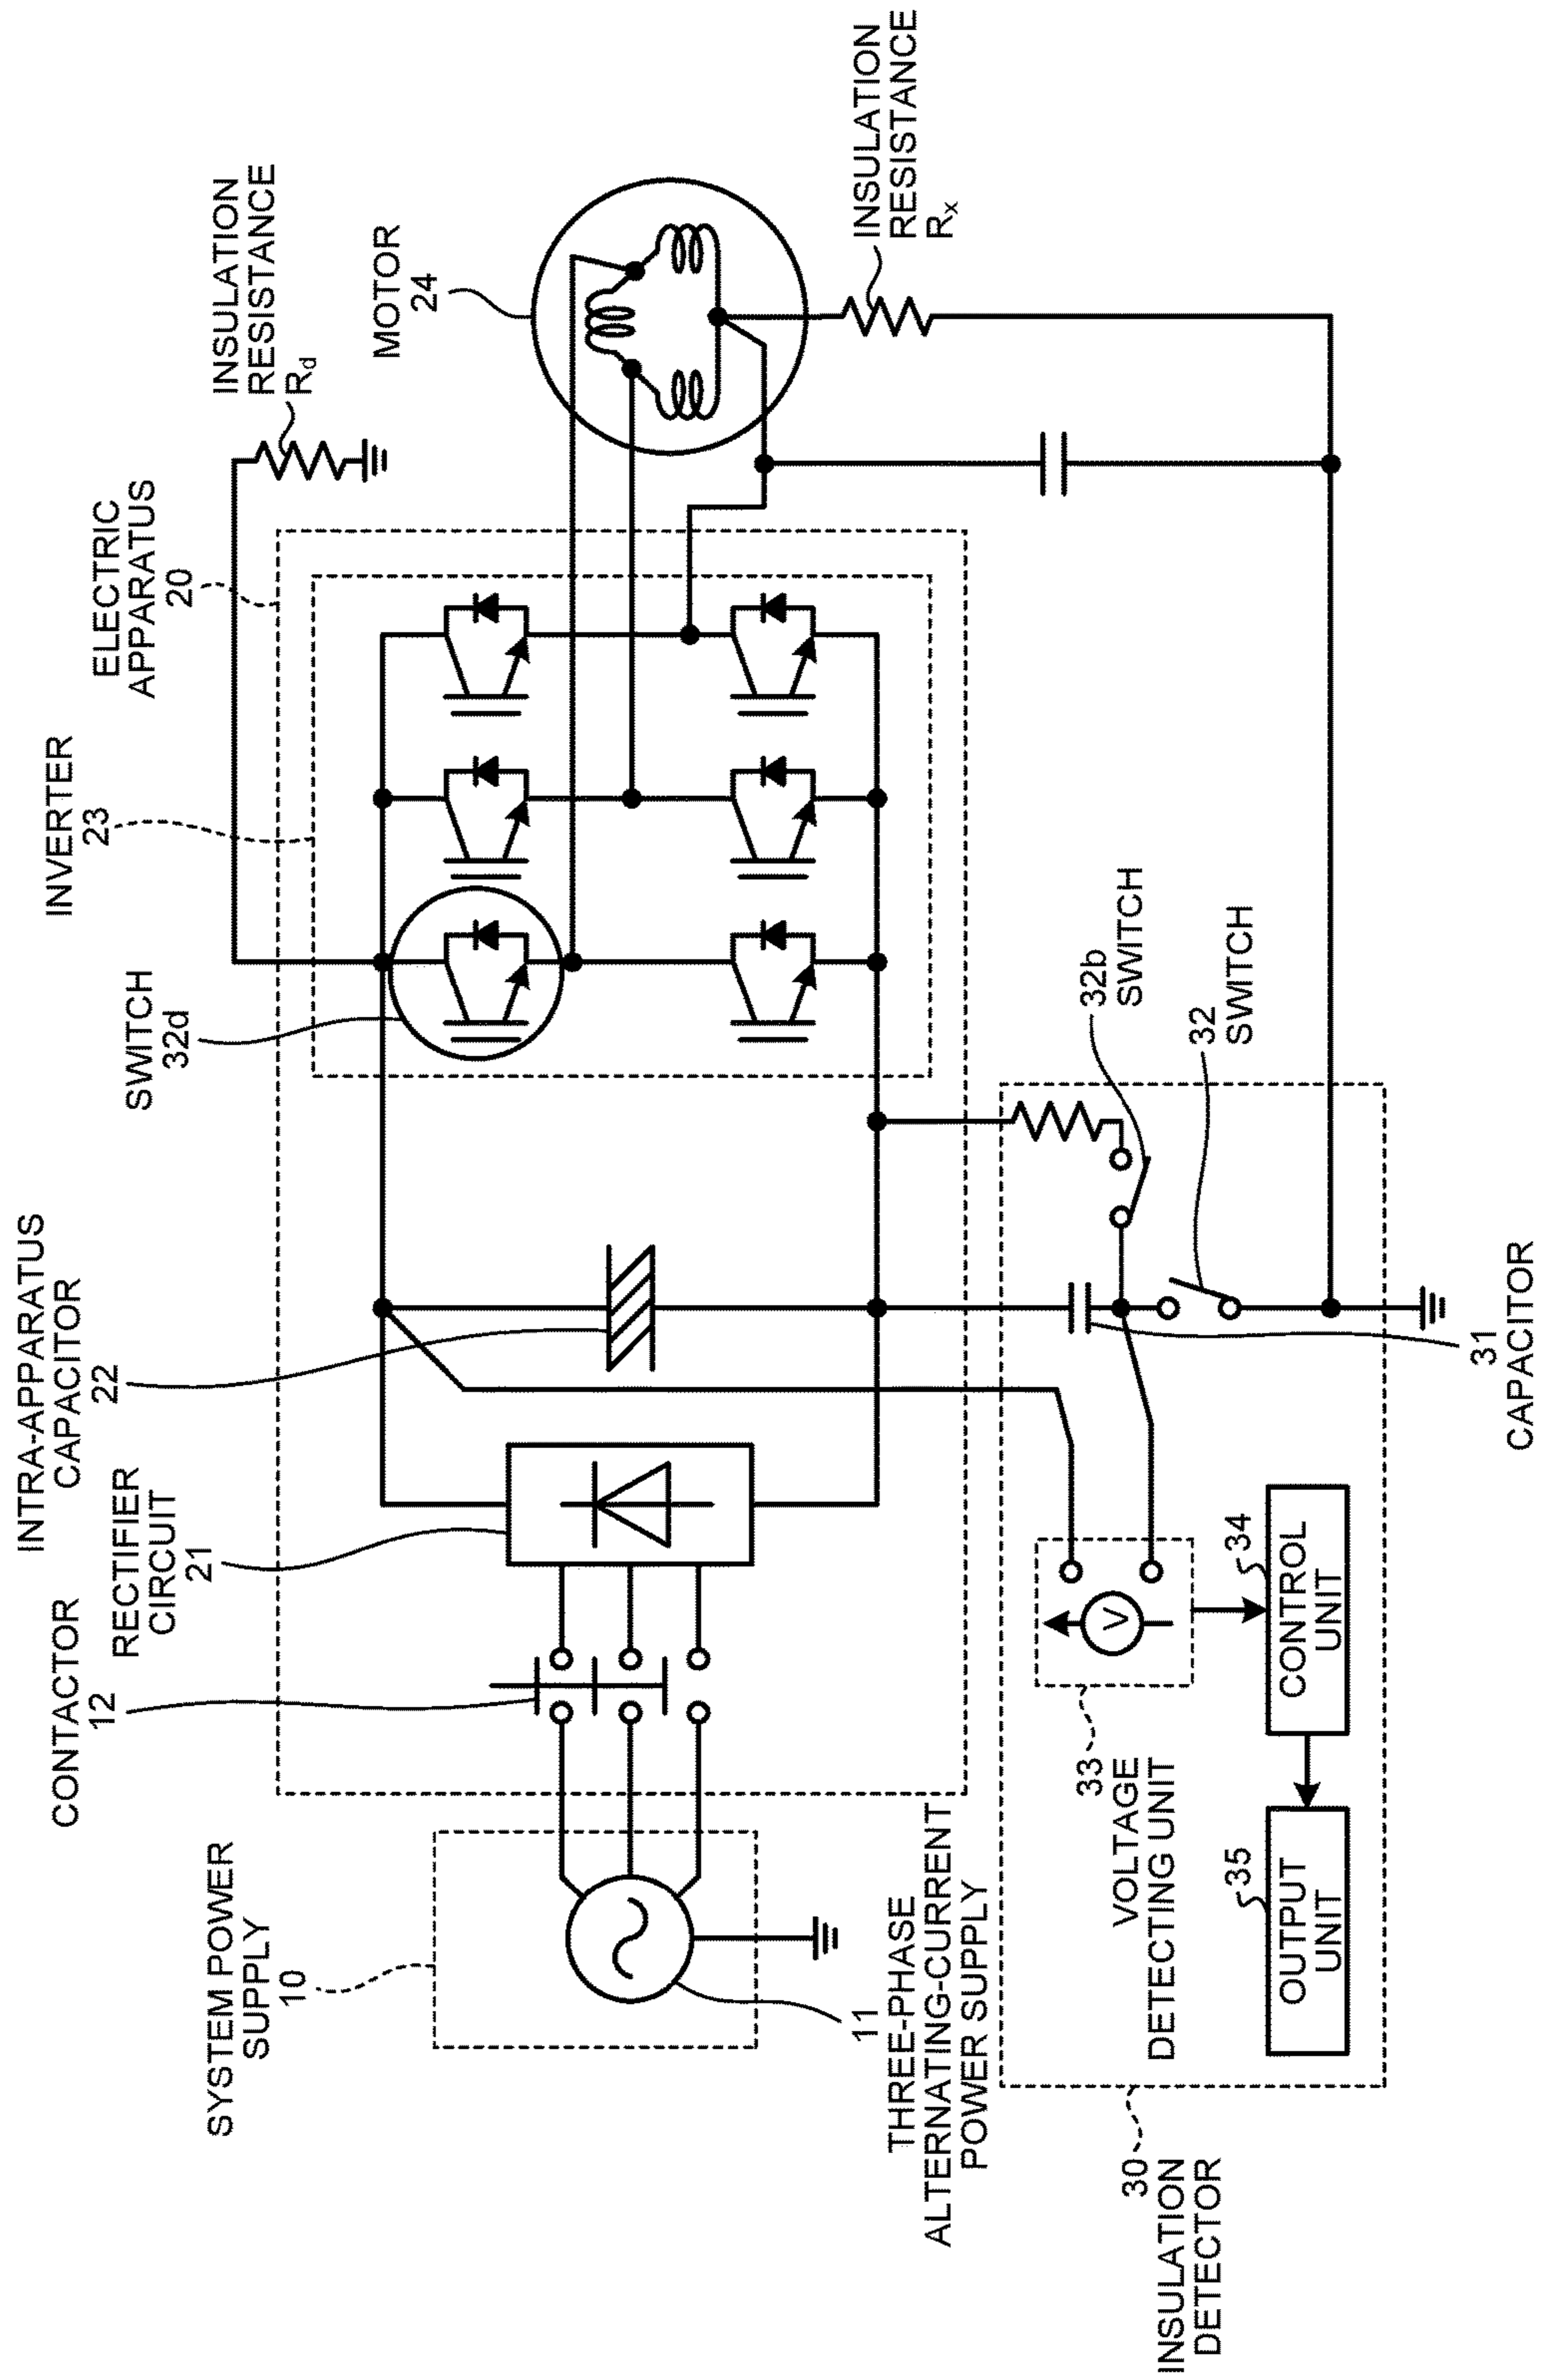 SYSTEM POWER
SUPPLY
10
11
THREE-PHASE
ALTERNATING-CURRENT
POWER SUPPLY
CONTACTOR
12
RECTIFIER
CIRCUIT
21
INTRA-APPARATUS
CAPACITOR
22
SWITCH
32d
INVERTER
23
ELECTRIC
APPARATUS
20
INSULATION
RESISTANCE
Rd
MOTOR
24
INSULATION
RESISTANCE
Rx
32b
SWITCH
32
SWITCH
31
CAPACITOR
V
33
VOLTAGE
DETECTING UNIT
34
CONTROL
UNIT
35
OUTPUT
UNIT
30
INSULATION
DETECTOR